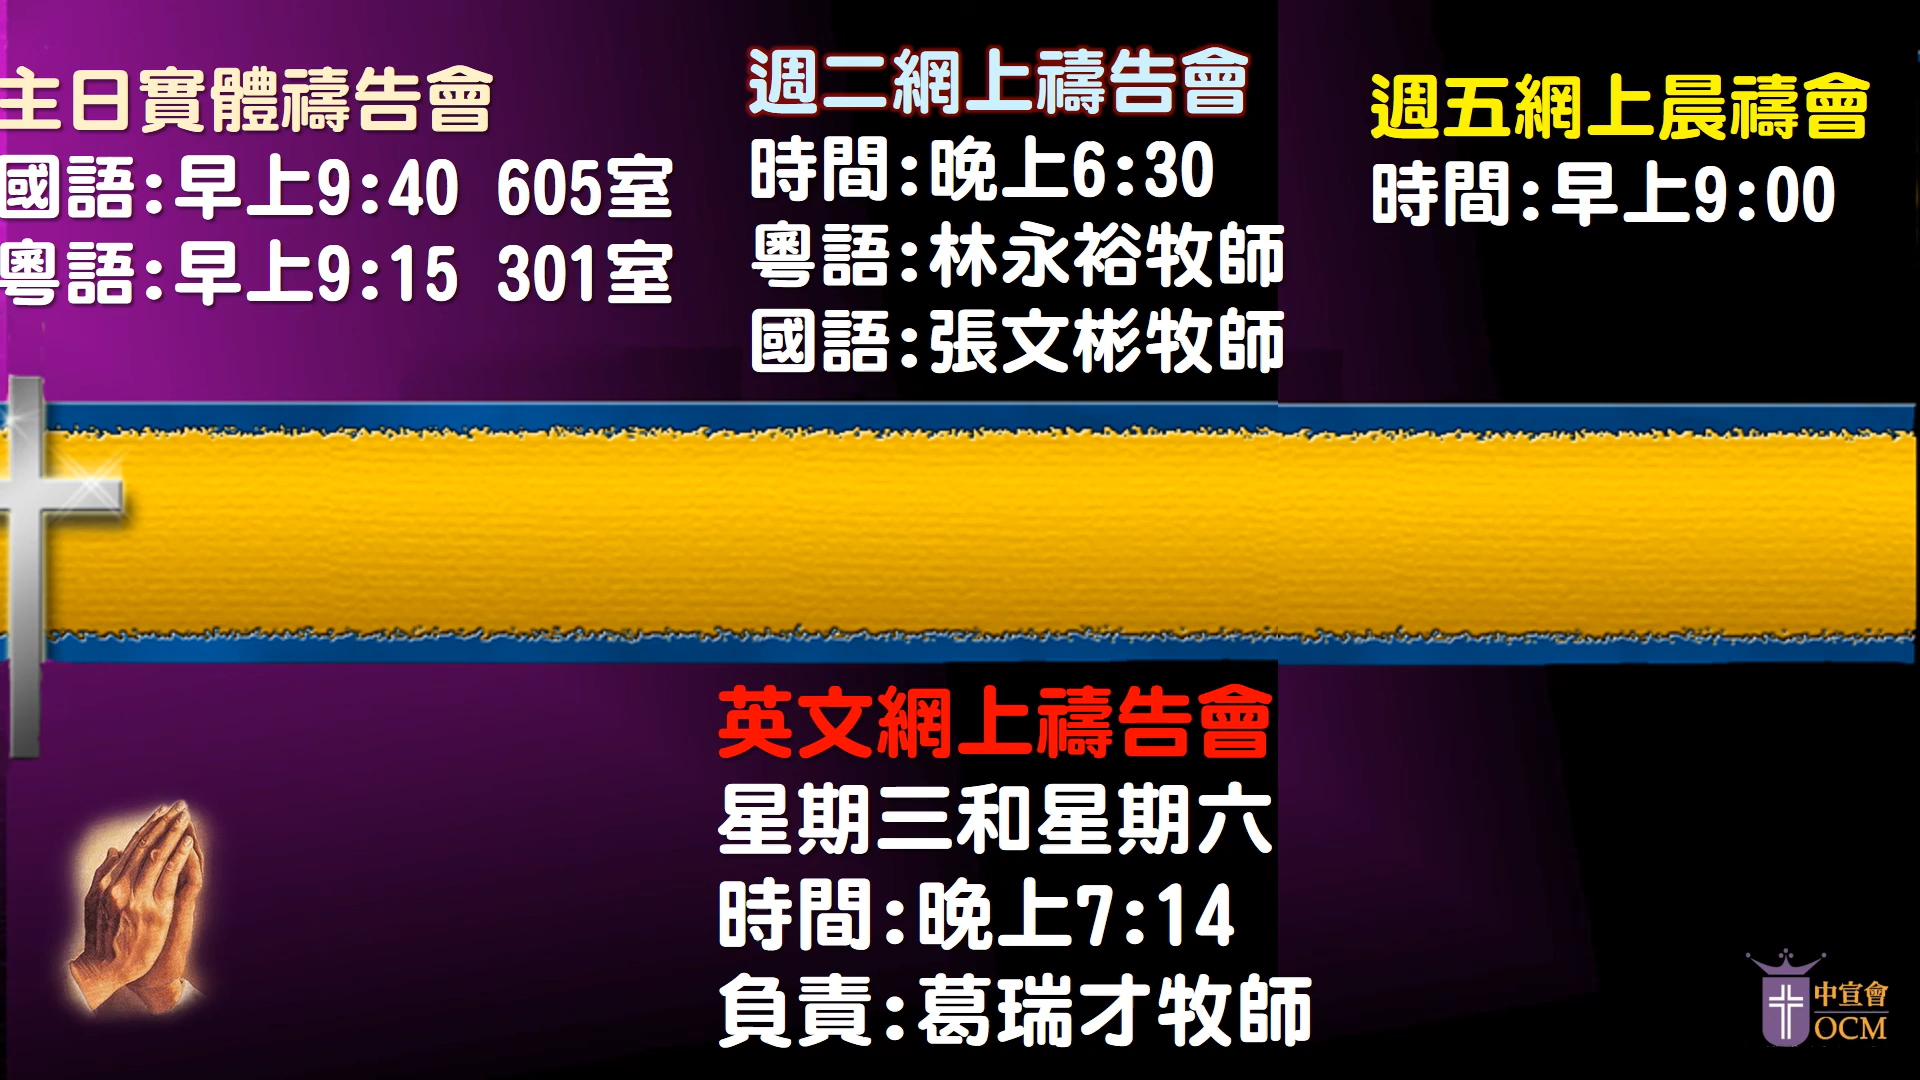 主日實體禱告會
國語:早上9:40 605室
粵語:早上9:15 301室
週二網上禱告會
時間:晚上6:30
粵語:林永裕牧師
國語:張文彬牧師
週五網上晨禱會
時間:早上9:00
英文網上禱告會
星期三和星期六
時間:晚上7:14
負責:葛瑞才牧師
中宣會
OCM